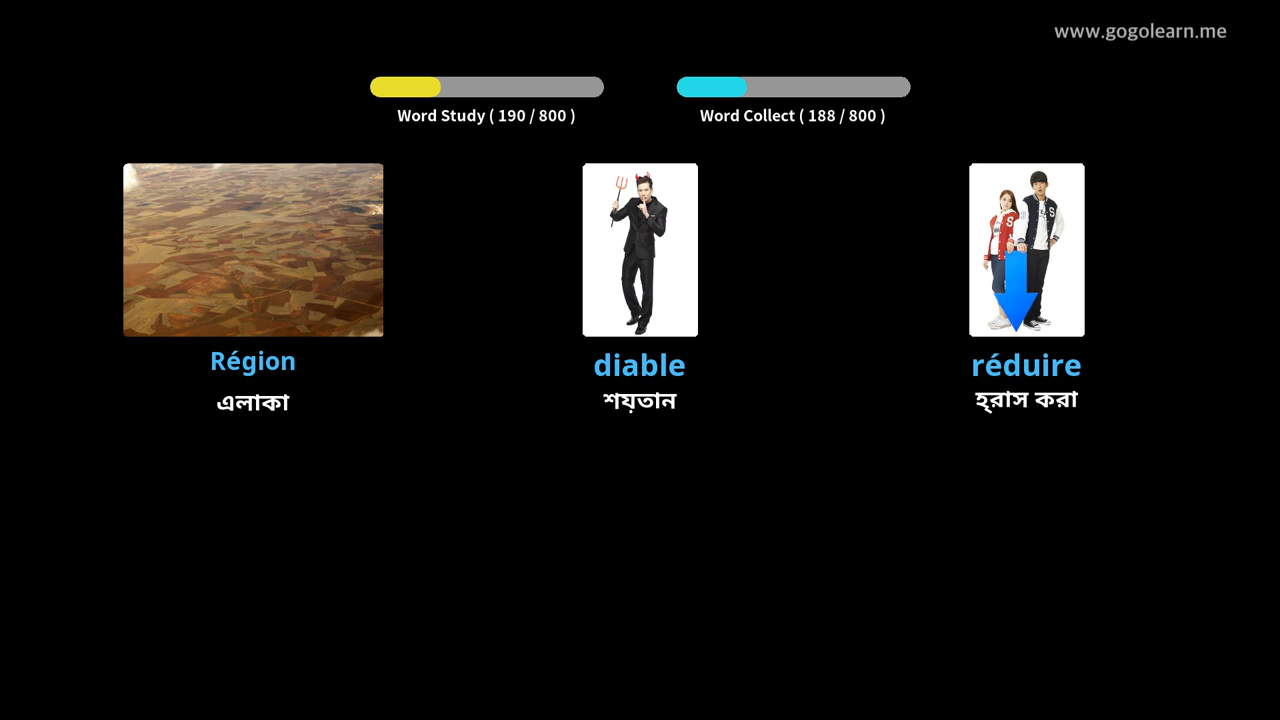 www.gogolearn.me
Word Study ( 190 / 800 )
Word Collect ( 188 / 800 )
Région
diable
réduire
এলাকা
শয়তান
হ্রাস করা